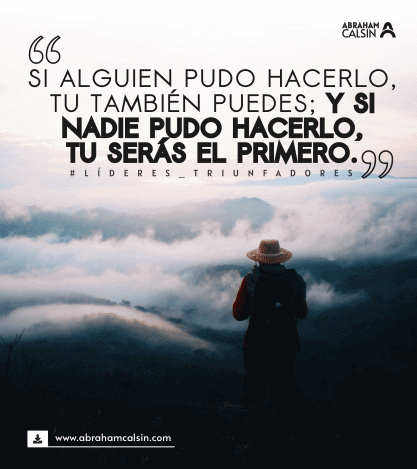 ABRAHAM
CALSIN
“
SI ALGUIEN PUDO HACERLO,
TU TAMBIÉN PUEDES; Y SI
NADIE PUDO HACERLO,
TU SERÁS EL PRIMERO.
”
#LÍDERES_TRIUNFADORES
www.abrahamcalsin.com